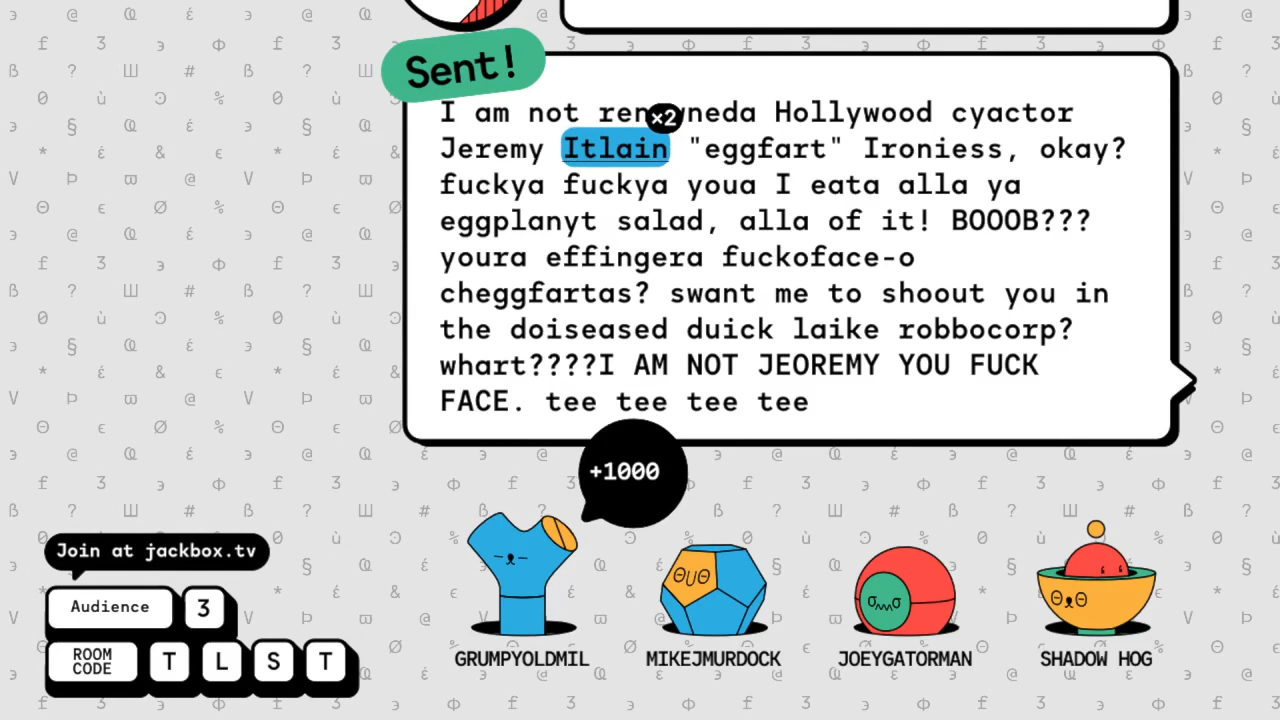 Sent!
I am not ren yneda Hollywood cyactor
×2
Jeremy Itlain "eggfart" Ironiess, okay?
fuckya fuckya youa I eata alla ya
eggplanyt salad, alla of it! BOOOB???
youra effingera fuckoface-o
cheggfartas? swant me to shoout you in
the doiseased duick laike robbocorp?
whart????I AM NOT JEOREMY YOU FUCK
FACE. tee tee tee tee
+1000
Join at jackbox.tv
Audience 3
ROOM CODE T L S T
GRUMPYOLDMIL MIKEJMURDOCK JOEYGATORMAN SHADOW HOG